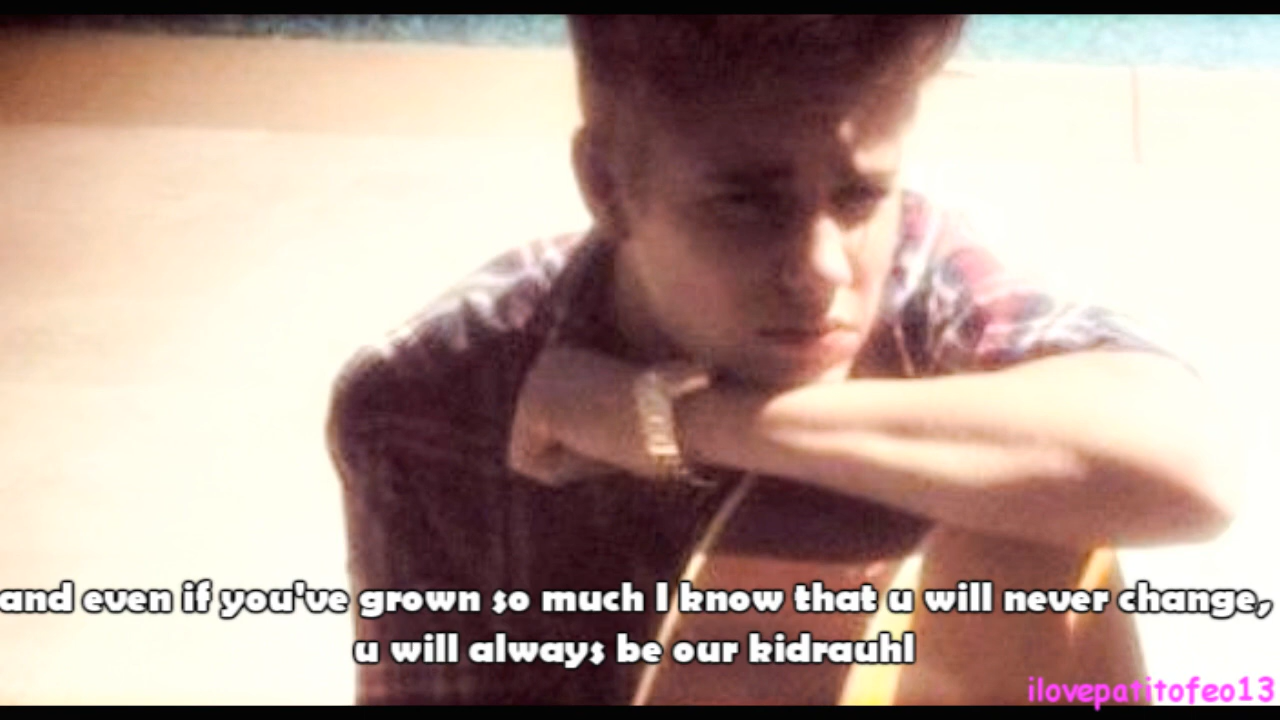 and even if you've grown so much I know that u will never change,
u will always be our kidrauhl
ilovepatitofeo13